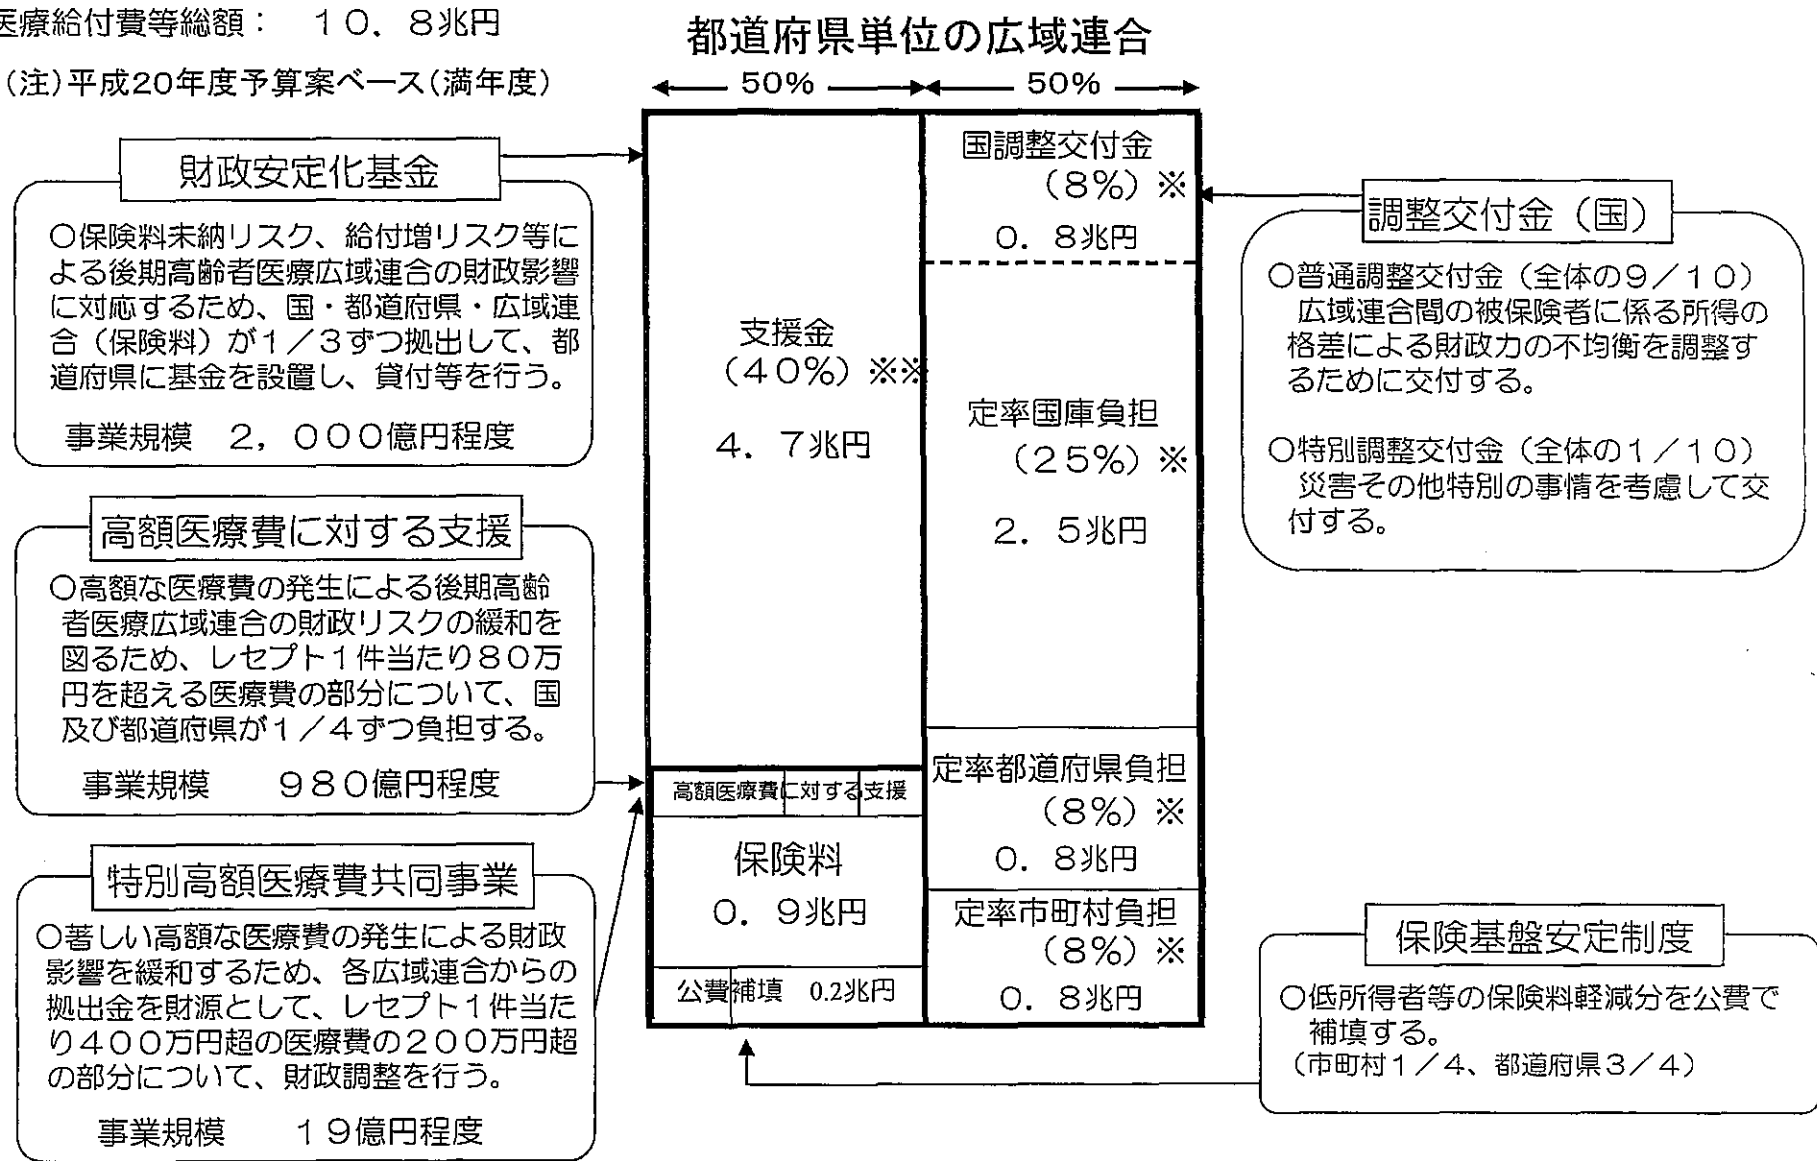 医療給付費等総額： １０．８兆円
（注）平成20年度予算案ベース（満年度）
都道府県単位の広域連合
50%
50%
財政安定化基金
○保険料未納リスク、給付増リスク等に
よる後期高齢者医療広域連合の財政影響
に対応するため、国・都道府県・広域連
合（保険料）が１／３ずつ拠出して、都
道府県に基金を設置し、貸付等を行う。
事業規模 ２，０００億円程度
高額医療費に対する支援
○高額な医療費の発生による後期高齢
者医療広域連合の財政リスクの緩和を
図るため、レセプト１件当たり８０万
円を超える医療費の部分について、国
及び都道府県が１／４ずつ負担する。
事業規模 ９８０億円程度
特別高額医療費共同事業
○著しい高額な医療費の発生による財政
影響を緩和するため、各広域連合からの
拠出金を財源として、レセプト１件当た
り４００万円超の医療費の２００万円超
の部分について、財政調整を行う。
事業規模 １９億円程度
支援金
（４０％）※※
４．７兆円
高額医療費に対する支援
保険料
０．９兆円
公費補填 0.2兆円
国調整交付金
（８％）※
０．８兆円
定率国庫負担
（２５％）※
２．５兆円
定率都道府県負担
（８％）※
０．８兆円
定率市町村負担
（８％）※
０．８兆円
調整交付金（国）
○普通調整交付金（全体の９／１０）
広域連合間の被保険者に係る所得の
格差による財政力の不均衡を調整す
るために交付する。
○特別調整交付金（全体の１／１０）
災害その他特別の事情を考慮して交
付する。
保険基盤安定制度
○低所得者等の保険料軽減分を公費で
補填する。
（市町村１／４、都道府県３／４）